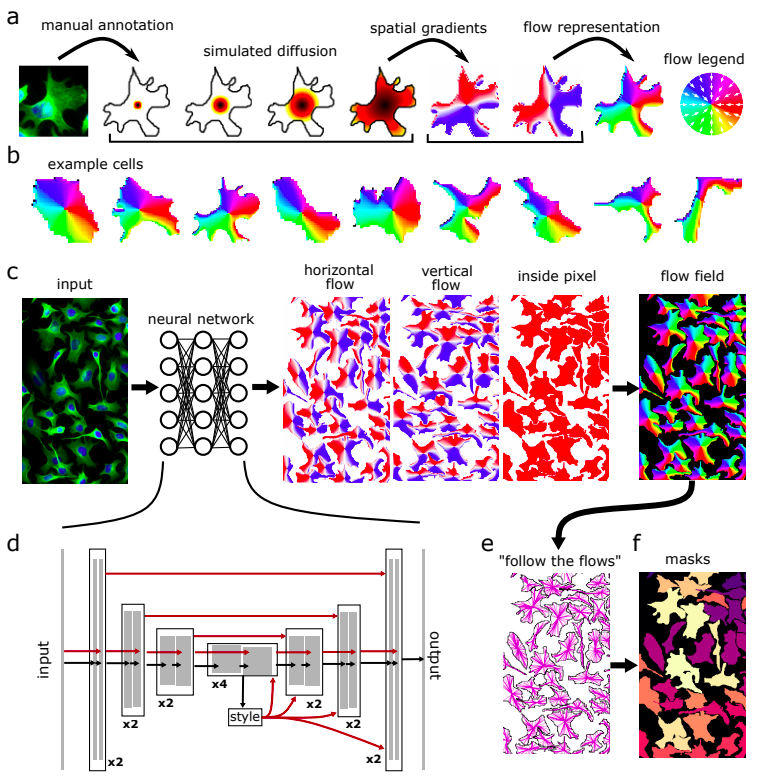 a
manual annotation
simulated diffusion
spatial gradients
flow representation
flow legend
b
example cells
c
input
neural network
horizontal
flow
vertical
flow
inside pixel
flow field
d
input
x2
x2
x2
x4
style
x2
x2
x2
output
e
"follow the flows"
f
masks